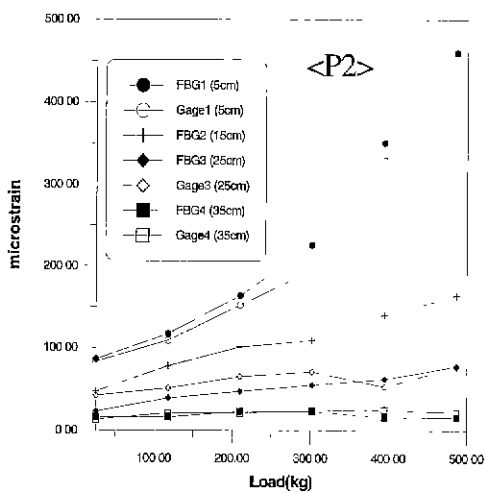 500 00
<P2>
FBG1 (5cm)
Gage1 (5cm)
FBG2 (15cm)
FBG3 (25cm)
Gage3 (25cm)
FBG4 (35cm)
Gage4 (35cm)
400 00
300 00
200 00
100 00
0 00
microstrain
100 00
200 00
300 00
400 00
500 00
Load(kg)